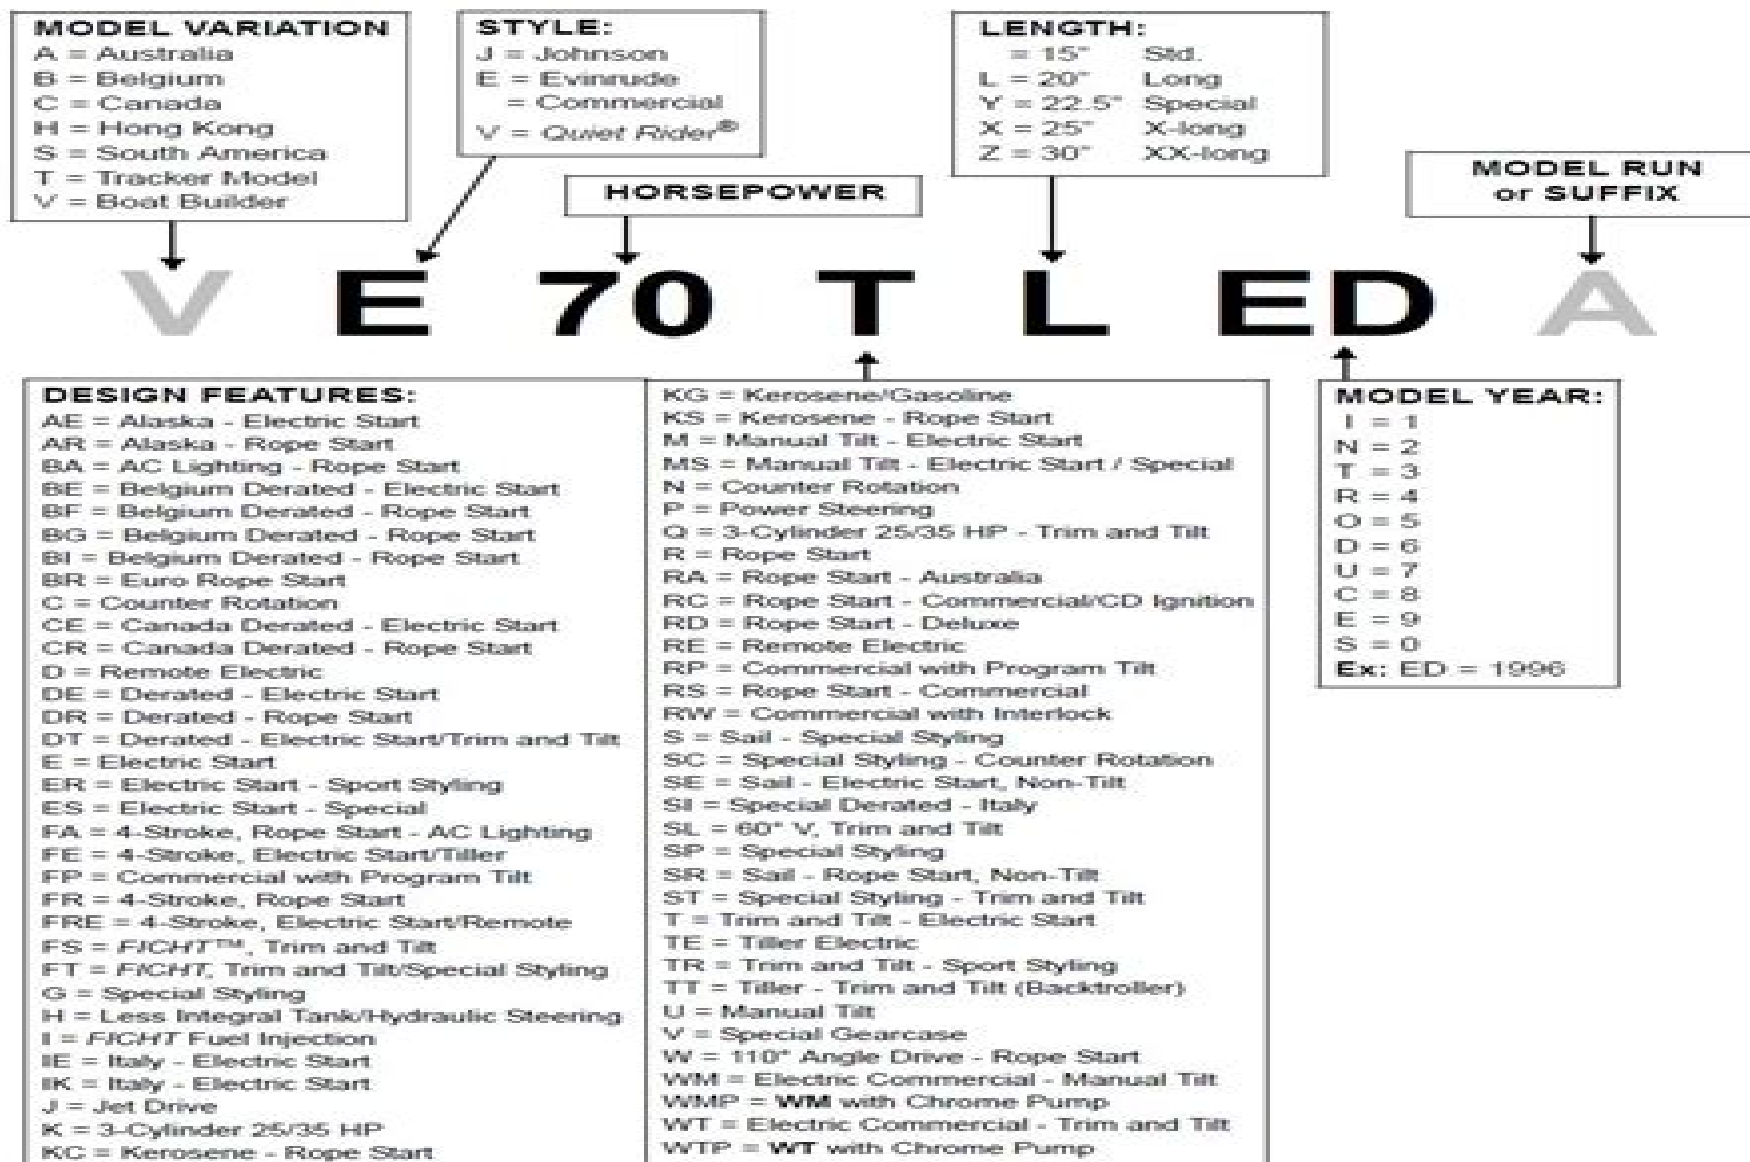 MODEL VARIATION
A = Australia
B = Belgium
C = Canada
H = Hong Kong
S = South America
T = Tracker Model
V = Boat Builder
STYLE:
J = Johnson
E = Evinrude
= Commercial
V = Quiet Rider®
HORSEPOWER
LENGTH:
= 15" Std.
L = 20" Long
Y = 22.5" Special
X = 25" X-long
Z = 30" XX-long
MODEL RUN
or SUFFIX
V E 70 T L ED A
DESIGN FEATURES:
AE = Alaska - Electric Start
AR = Alaska - Rope Start
BA = AC Lighting - Rope Start
BE = Belgium Derated - Electric Start
BF = Belgium Derated - Rope Start
BG = Belgium Derated - Rope Start
BI = Belgium Derated - Rope Start
BR = Euro Rope Start
C = Counter Rotation
CE = Canada Derated - Electric Start
CR = Canada Derated - Rope Start
D = Remote Electric
DE = Derated - Electric Start
DR = Derated - Rope Start
DT = Derated - Electric Start/Trim and Tilt
E = Electric Start
ER = Electric Start - Sport Styling
ES = Electric Start - Special
FA = 4-Stroke, Rope Start - AC Lighting
FE = 4-Stroke, Electric Start/Tiller
FP = Commercial with Program Tilt
FR = 4-Stroke, Rope Start
FRE = 4-Stroke, Electric Start/Remote
FS = FICHT™, Trim and Tilt
FT = FICHT, Trim and Tilt/Special Styling
G = Special Styling
H = Less Integral Tank/Hydraulic Steering
I = FICHT Fuel Injection
IE = Italy - Electric Start
IK = Italy - Electric Start
J = Jet Drive
K = 3-Cylinder 25/35 HP
KC = Kerosene - Rope Start
KG = Kerosene/Gasoline
KS = Kerosene - Rope Start
M = Manual Tilt - Electric Start
MS = Manual Tilt - Electric Start / Special
N = Counter Rotation
P = Power Steering
Q = 3-Cylinder 25/35 HP - Trim and Tilt
R = Rope Start
RA = Rope Start - Australia
RC = Rope Start - Commercial/CD Ignition
RD = Rope Start - Deluxe
RE = Remote Electric
RP = Commercial with Program Tilt
RS = Rope Start - Commercial
RW = Commercial with Interlock
S = Sail - Special Styling
SC = Special Styling - Counter Rotation
SE = Sail - Electric Start, Non-Tilt
SI = Special Derated - Italy
SL = 60° V, Trim and Tilt
SP = Special Styling
SR = Sail - Rope Start, Non-Tilt
ST = Special Styling - Trim and Tilt
T = Trim and Tilt - Electric Start
TE = Tiller Electric
TR = Trim and Tilt - Sport Styling
TT = Tiller - Trim and Tilt (Backtroller)
U = Manual Tilt
V = Special Gearcase
W = 110° Angle Drive - Rope Start
WM = Electric Commercial - Manual Tilt
WMP = WM with Chrome Pump
WT = Electric Commercial - Trim and Tilt
WTP = WT with Chrome Pump
MODEL YEAR:
I = 1
N = 2
T = 3
R = 4
O = 5
D = 6
U = 7
C = 8
E = 9
S = 0
Ex: ED = 1996